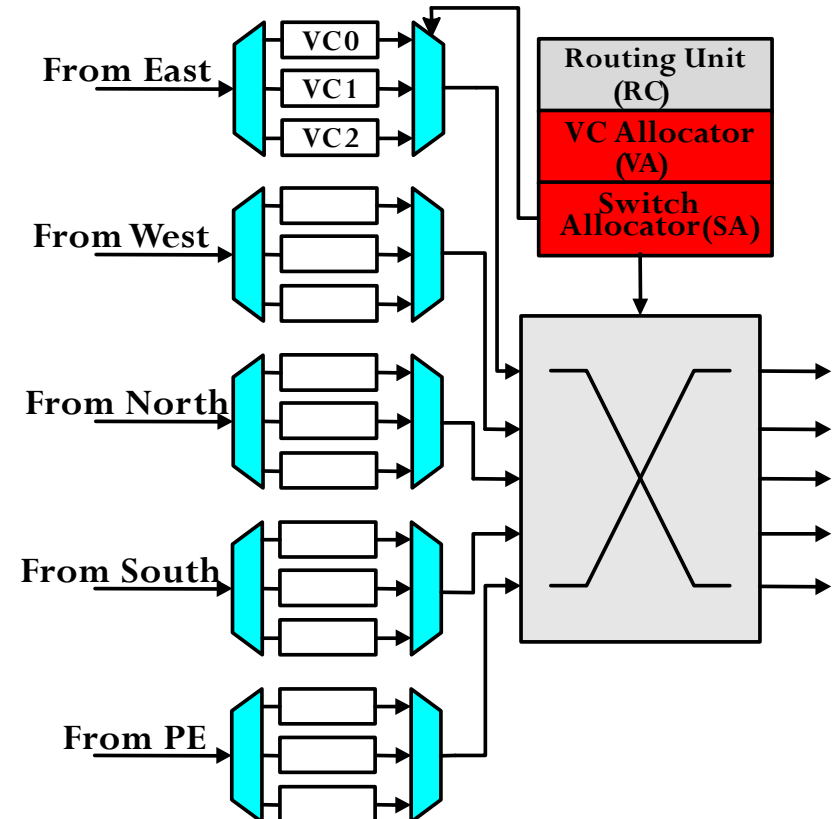 From East
VC0
VC1
VC2
Routing Unit
(RC)
VC Allocator
(VA)
Switch
Allocator(SA)
From West
From North
From South
From PE